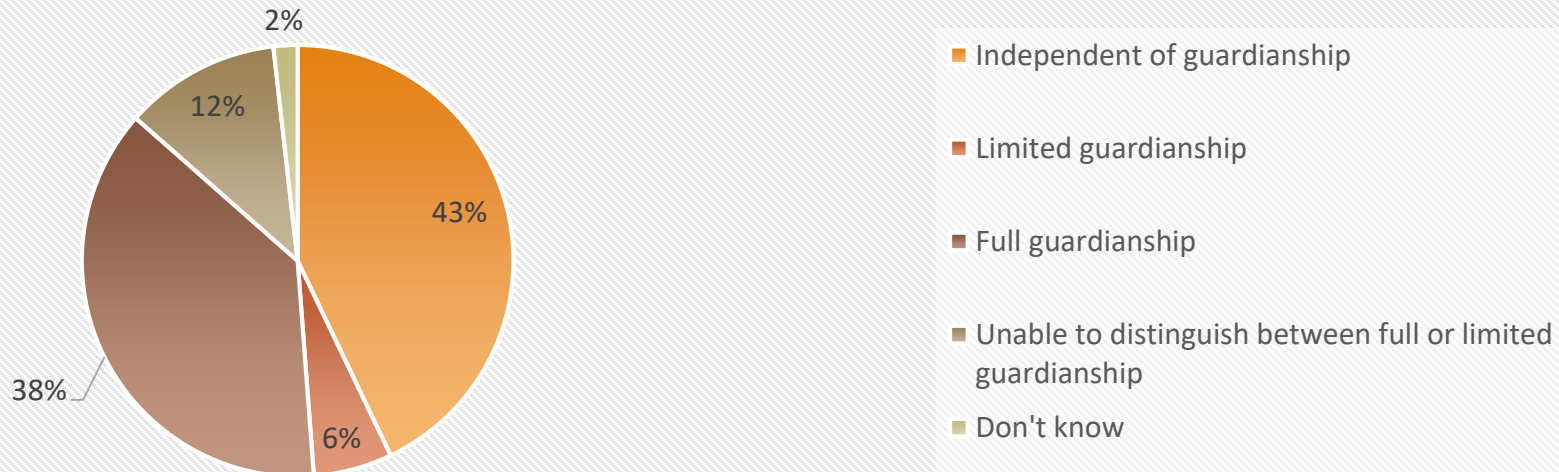 2%
12%
43%
38%
6%
Independent of guardianship
Limited guardianship
Full guardianship
Unable to distinguish between full or limited
guardianship
Don't know